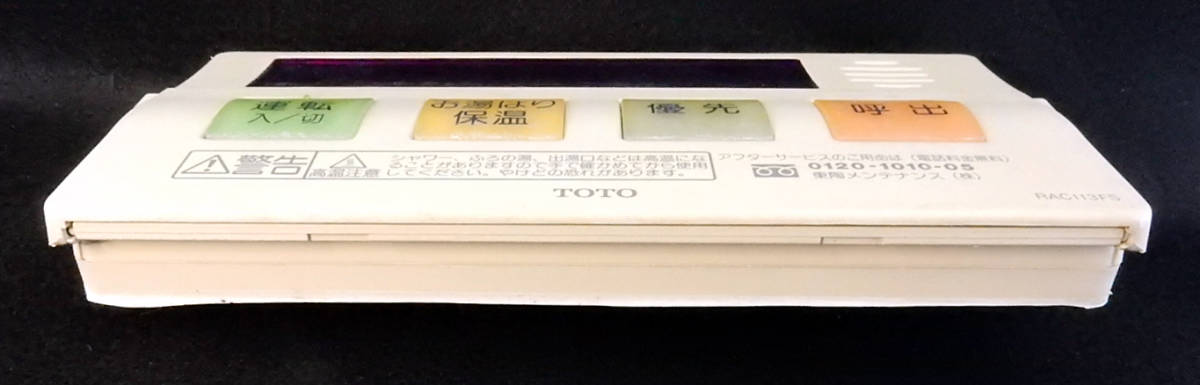 運転
入/切
お湯はり
保温
優先
呼出
警告
高温注意
シャワー、ふろの湯、出湯口などは高温にな
ることがありますので手で確かめてから使用
してください。やけどの恐れがあります。
アフターサービスのご用命は(電話料金無料)
0120-1010-05
東陶メンテナンス(株)
TOTO
RAC113FS